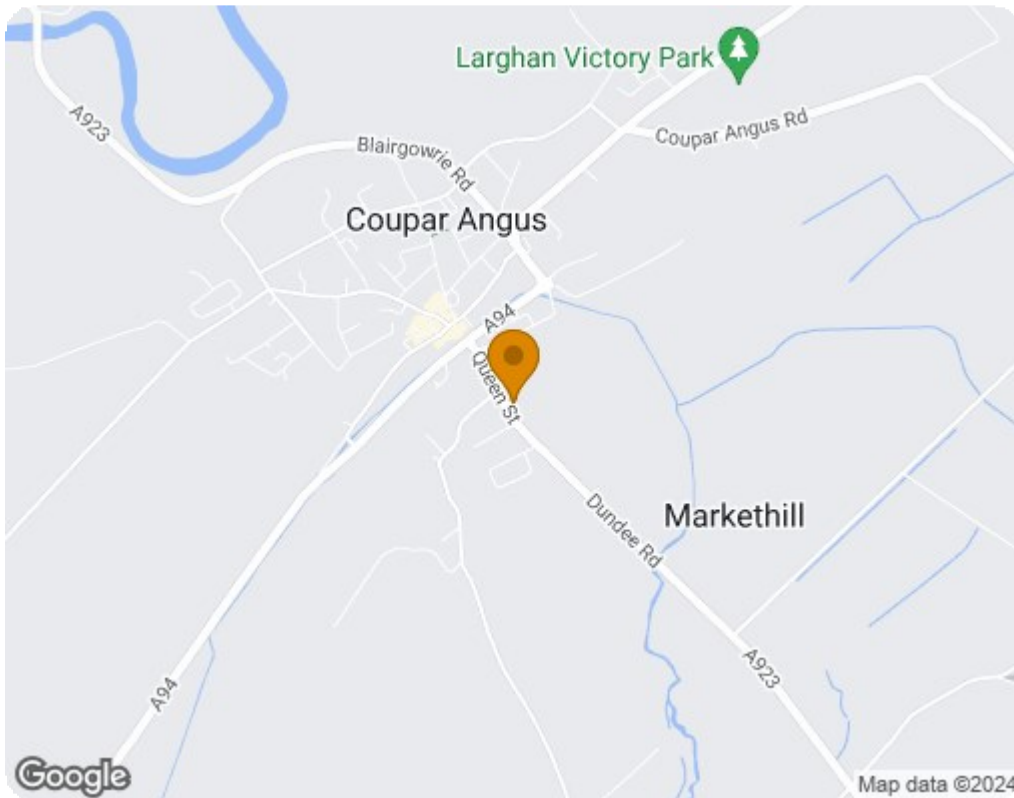 Larghan Victory Park
A923
Blairgowrie Rd
Coupar Angus Rd
Coupar Angus
A94
Queen St
Markethill
Dundee Rd
A923
A94
Google
Map data ©2024